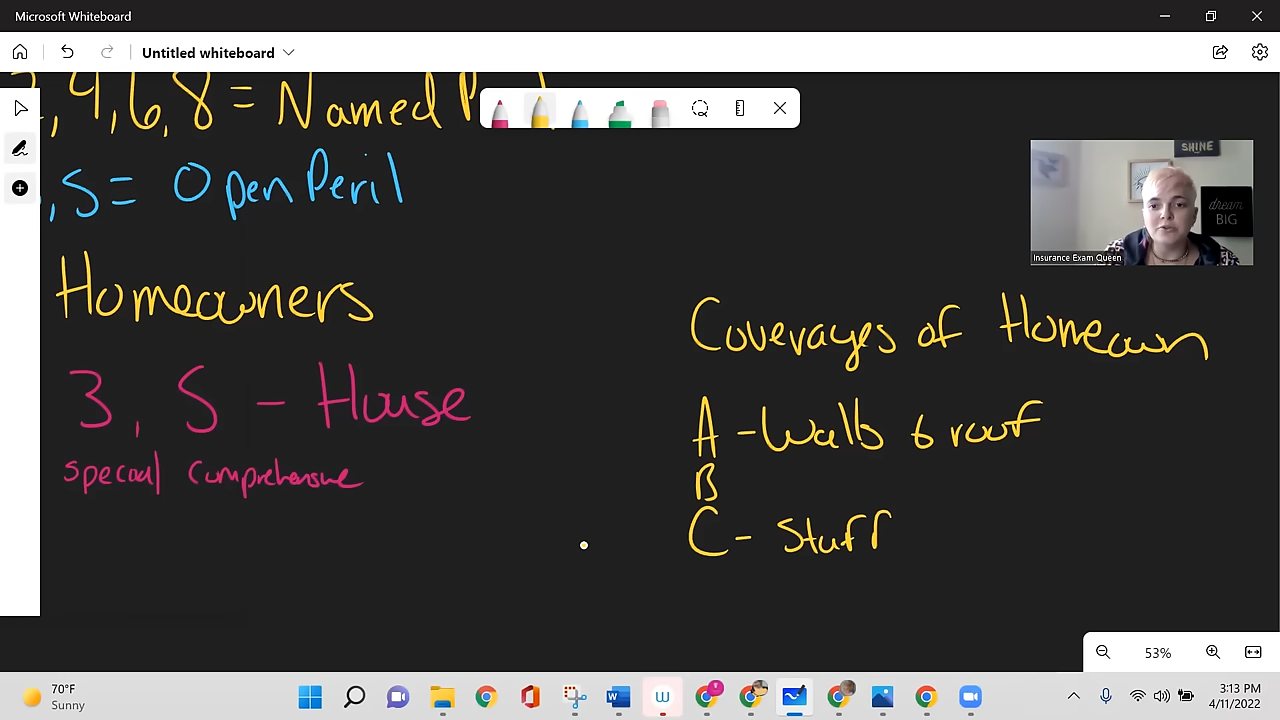 Microsoft Whiteboard
Untitled whiteboard
, 4, 6, 8 = Named
, 5 = Open Peril
Homeowners
3, 5 - House
special comprehensive
Coverages of Homeown
A - Walls & roof
B
C - Stuff
SHINE
dream
BIG
Insurance Exam Queen
53%
70°F
Sunny
3:13 PM
4/11/2022